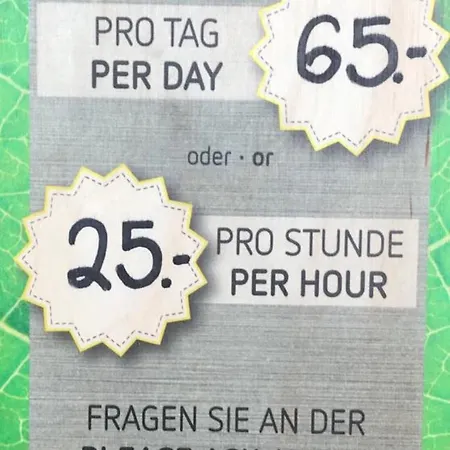 PRO TAG
PER DAY
65.-
oder · or
25.-
PRO STUNDE
PER HOUR
FRAGEN SIE AN DER